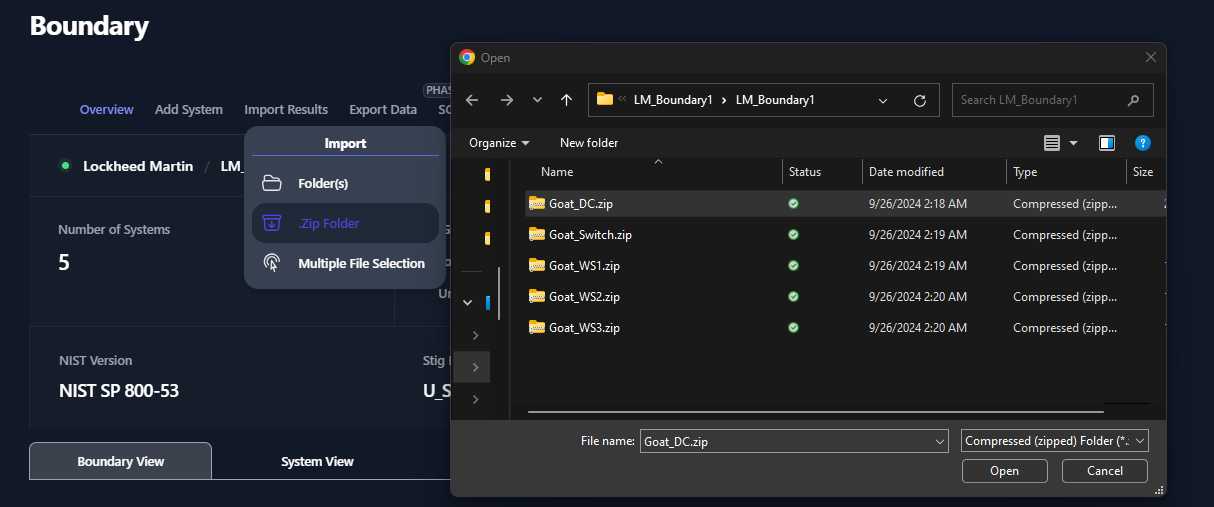 Boundary
Overview
Add System
Import Results
Export Data
PHAS
SC
Import
Folder(s)
.Zip Folder
Multiple File Selection
Lockheed Martin / LM_
Number of Systems
5
NIST Version
NIST SP 800-53
Stig
U_S
Boundary View
System View
Open
« LM_Boundary1 > LM_Boundary1
Search LM_Boundary1
Organize
New folder
Name Status Date modified Type Size
Goat_DC.zip 9/26/2024 2:18 AM Compressed (zipp...
Goat_Switch.zip 9/26/2024 2:19 AM Compressed (zipp...
Goat_WS1.zip 9/26/2024 2:19 AM Compressed (zipp...
Goat_WS2.zip 9/26/2024 2:20 AM Compressed (zipp...
Goat_WS3.zip 9/26/2024 2:20 AM Compressed (zipp...
File name: Goat_DC.zip
Compressed (zipped) Folder (*.
Open
Cancel